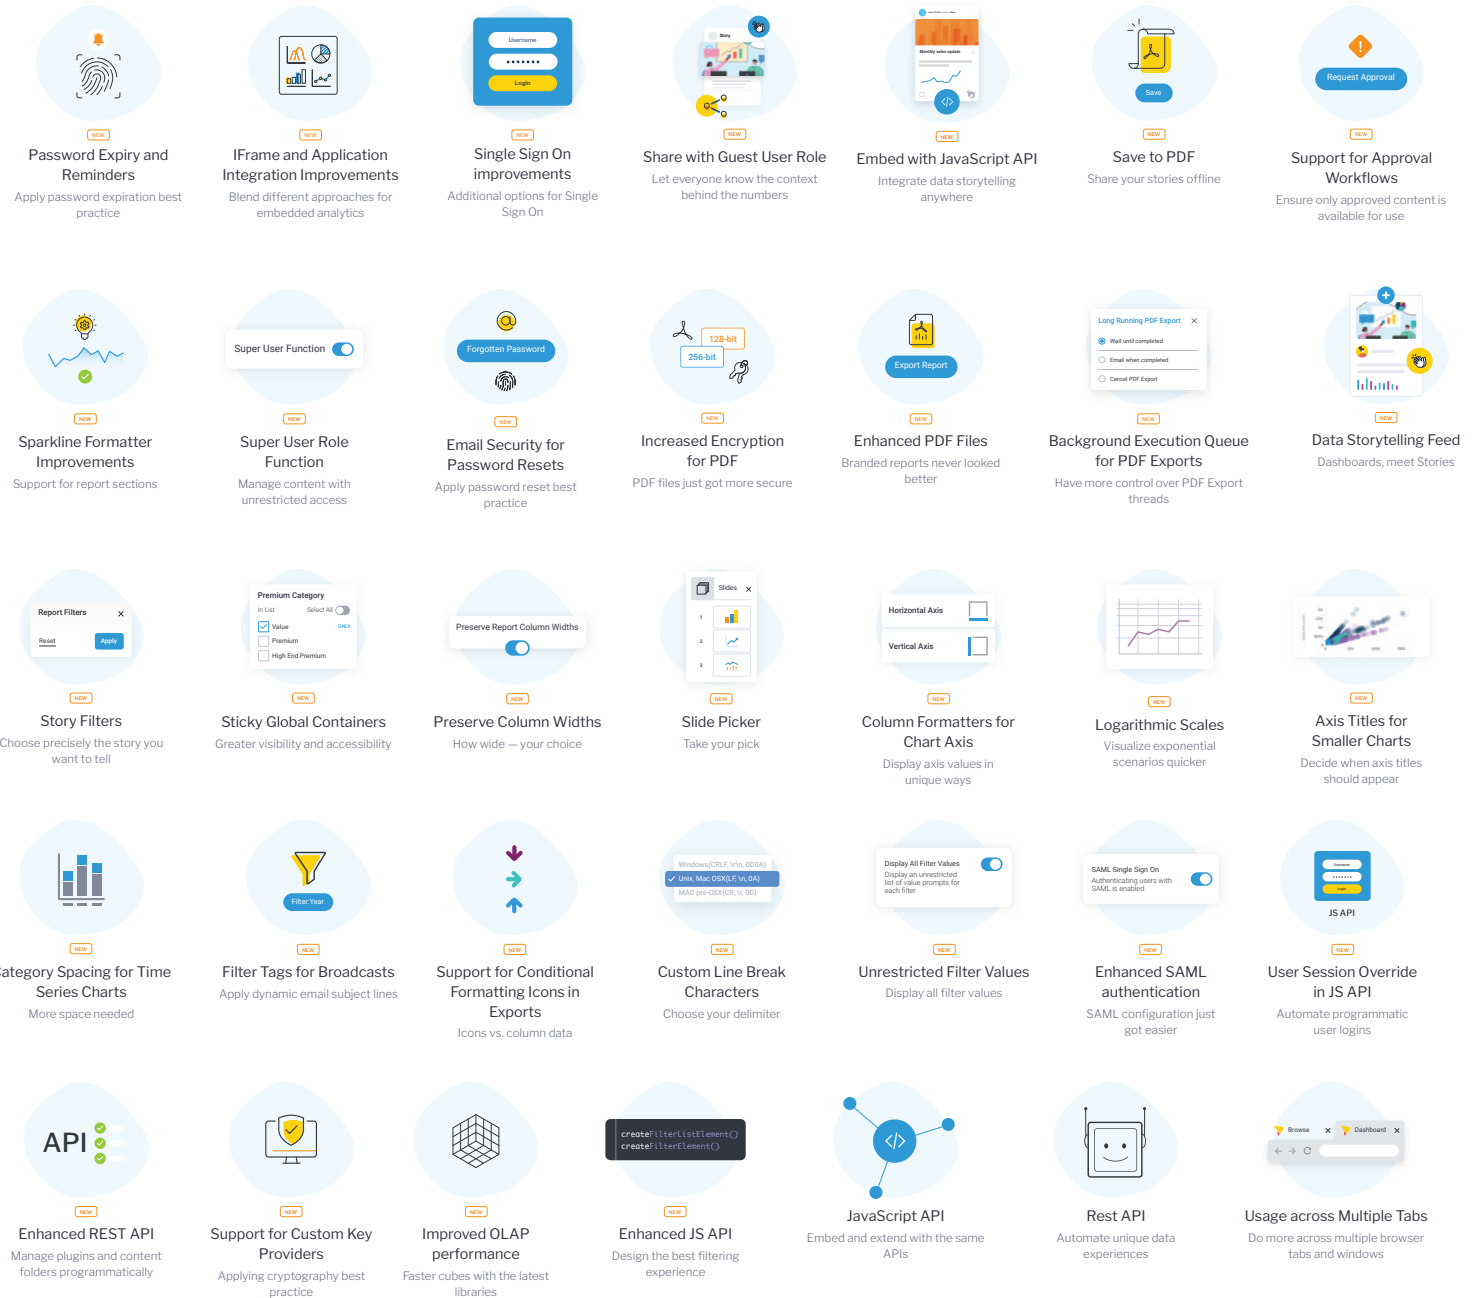 NEW
Password Expiry and
Reminders
Apply password expiration best
practice
NEW
IFrame and Application
Integration Improvements
Blend different approaches for
embedded analytics
Username
Login
NEW
Single Sign On
improvements
Additional options for Single
Sign On
Story
NEW
Share with Guest User Role
Let everyone know the context
behind the numbers
Monthly sales update
</>
NEW
Embed with JavaScript API
Integrate data storytelling
anywhere
Save
NEW
Save to PDF
Share your stories offline
Request Approval
NEW
Support for Approval
Workflows
Ensure only approved content is
available for use
NEW
Sparkline Formatter
Improvements
Support for report sections
Super User Function
NEW
Super User Role
Function
Manage content with
unrestricted access
Forgotten Password
NEW
Email Security for
Password Resets
Apply password reset best
practice
128-bit
256-bit
NEW
Increased Encryption
for PDF
PDF files just got more secure
Export Report
NEW
Enhanced PDF Files
Branded reports never looked
better
Long Running PDF Export
Wait until completed
Email when completed
Cancel PDF Export
NEW
Background Execution Queue
for PDF Exports
Have more control over PDF Export
threads
NEW
Data Storytelling Feed
Dashboards, meet Stories
Report Filters
Reset
Apply
NEW
Story Filters
Choose precisely the story you
want to tell
Premium Category
In List
Select All
Value
ONLY
Premium
High End Premium
NEW
Sticky Global Containers
Greater visibility and accessibility
Preserve Report Column Widths
NEW
Preserve Column Widths
How wide — your choice
Slides
1
2
3
NEW
Slide Picker
Take your pick
Horizontal Axis
Vertical Axis
NEW
Column Formatters for
Chart Axis
Display axis values in
unique ways
NEW
Logarithmic Scales
Visualize exponential
scenarios quicker
NEW
Axis Titles for
Smaller Charts
Decide when axis titles
should appear
NEW
Category Spacing for Time
Series Charts
More space needed
Filter:Year
NEW
Filter Tags for Broadcasts
Apply dynamic email subject lines
NEW
Support for Conditional
Formatting Icons in
Exports
Icons vs. column data
Windows(CRLF, \r\n, 0D0A)
Unix, Mac OSX(LF, \n, 0A)
MAC pre-OSX(CR, \r, 0D)
NEW
Custom Line Break
Characters
Choose your delimiter
Display All Filter Values
Display an unrestricted
list of value prompts for
each filter
NEW
Unrestricted Filter Values
Display all filter values
SAML Single Sign On
Authenticating users with
SAML is enabled
NEW
Enhanced SAML
authentication
SAML configuration just
got easier
Username
Login
JS API
NEW
User Session Override
in JS API
Automate programmatic
user logins
API
NEW
Enhanced REST API
Manage plugins and content
folders programmatically
NEW
Support for Custom Key
Providers
Applying cryptography best
practice
NEW
Improved OLAP
performance
Faster cubes with the latest
libraries
createFilterListElement()
createFilterElement()
NEW
Enhanced JS API
Design the best filtering
experience
</>
JavaScript API
Embed and extend with the same
APIs
Rest API
Automate unique data
experiences
Browse
Dashboard
Usage across Multiple Tabs
Do more across multiple browser
tabs and windows